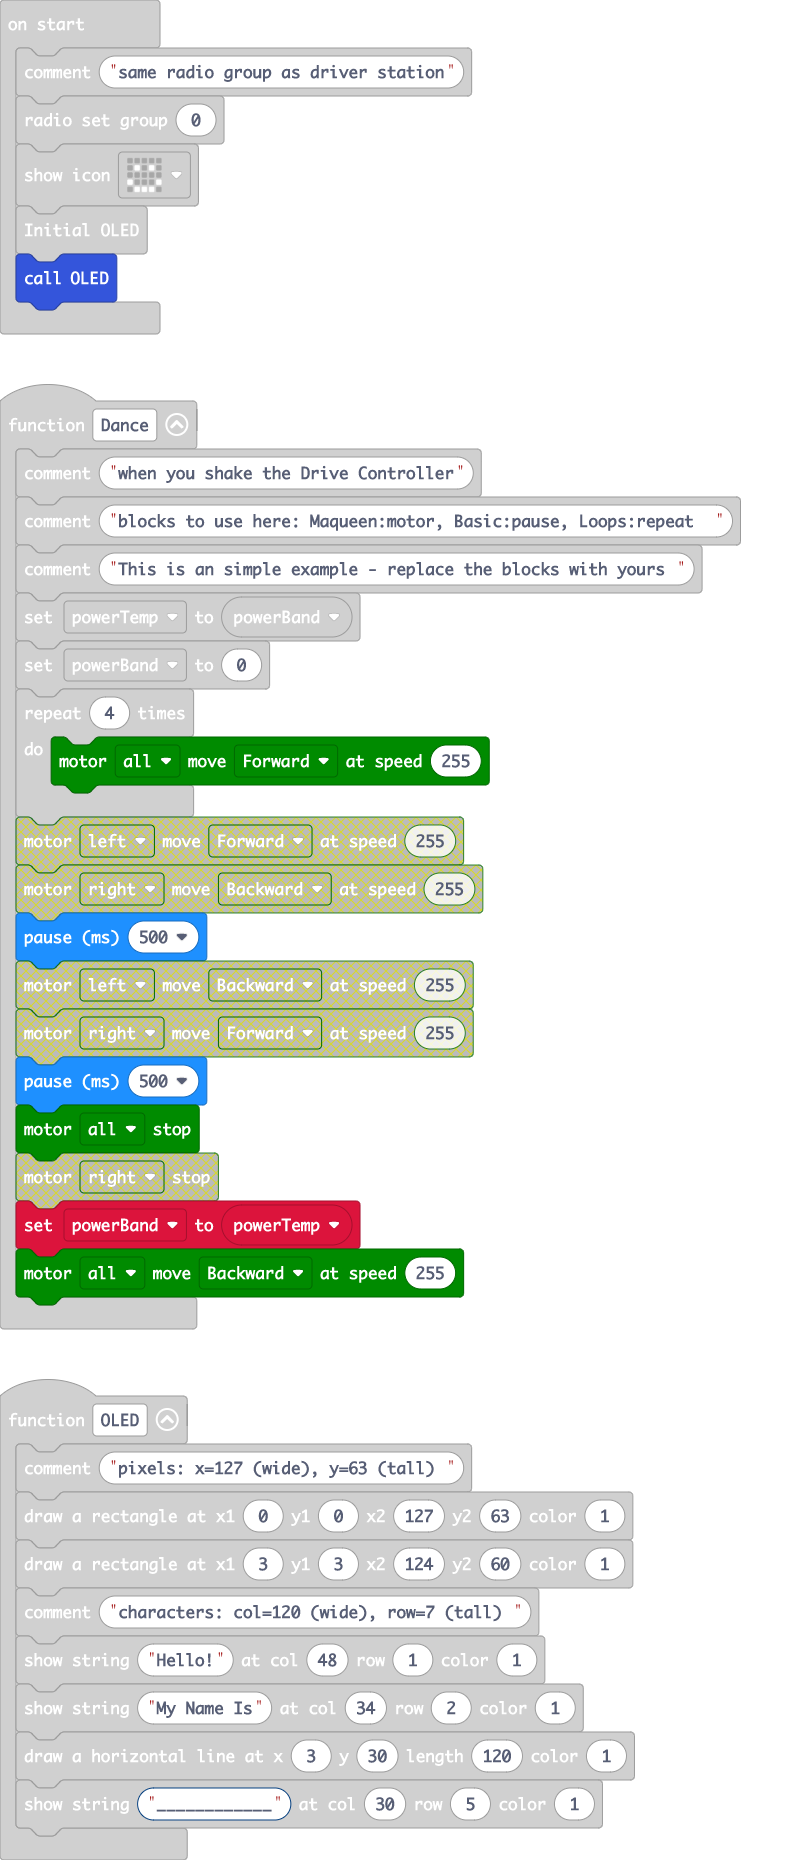 on start
comment "same radio group as driver station"
radio set group 0
show icon
Initial OLED
call OLED
function Dance
comment "when you shake the Drive Controller"
comment "blocks to use here: Maqueen:motor, Basic:pause, Loops:repeat "
comment "This is an simple example - replace the blocks with yours "
set powerTemp to powerBand
set powerBand to 0
repeat 4 times
do motor all move Forward at speed 255
motor left move Forward at speed 255
motor right move Backward at speed 255
pause (ms) 500
motor left move Backward at speed 255
motor right move Forward at speed 255
pause (ms) 500
motor all stop
motor right stop
set powerBand to powerTemp
motor all move Backward at speed 255
function OLED
comment "pixels: x=127 (wide), y=63 (tall) "
draw a rectangle at x1 0 y1 0 x2 127 y2 63 color 1
draw a rectangle at x1 3 y1 3 x2 124 y2 60 color 1
comment "characters: col=120 (wide), row=7 (tall) "
show string "Hello!" at col 48 row 1 color 1
show string "My Name Is" at col 34 row 2 color 1
draw a horizontal line at x 3 y 30 length 120 color 1
show string "____________" at col 30 row 5 color 1